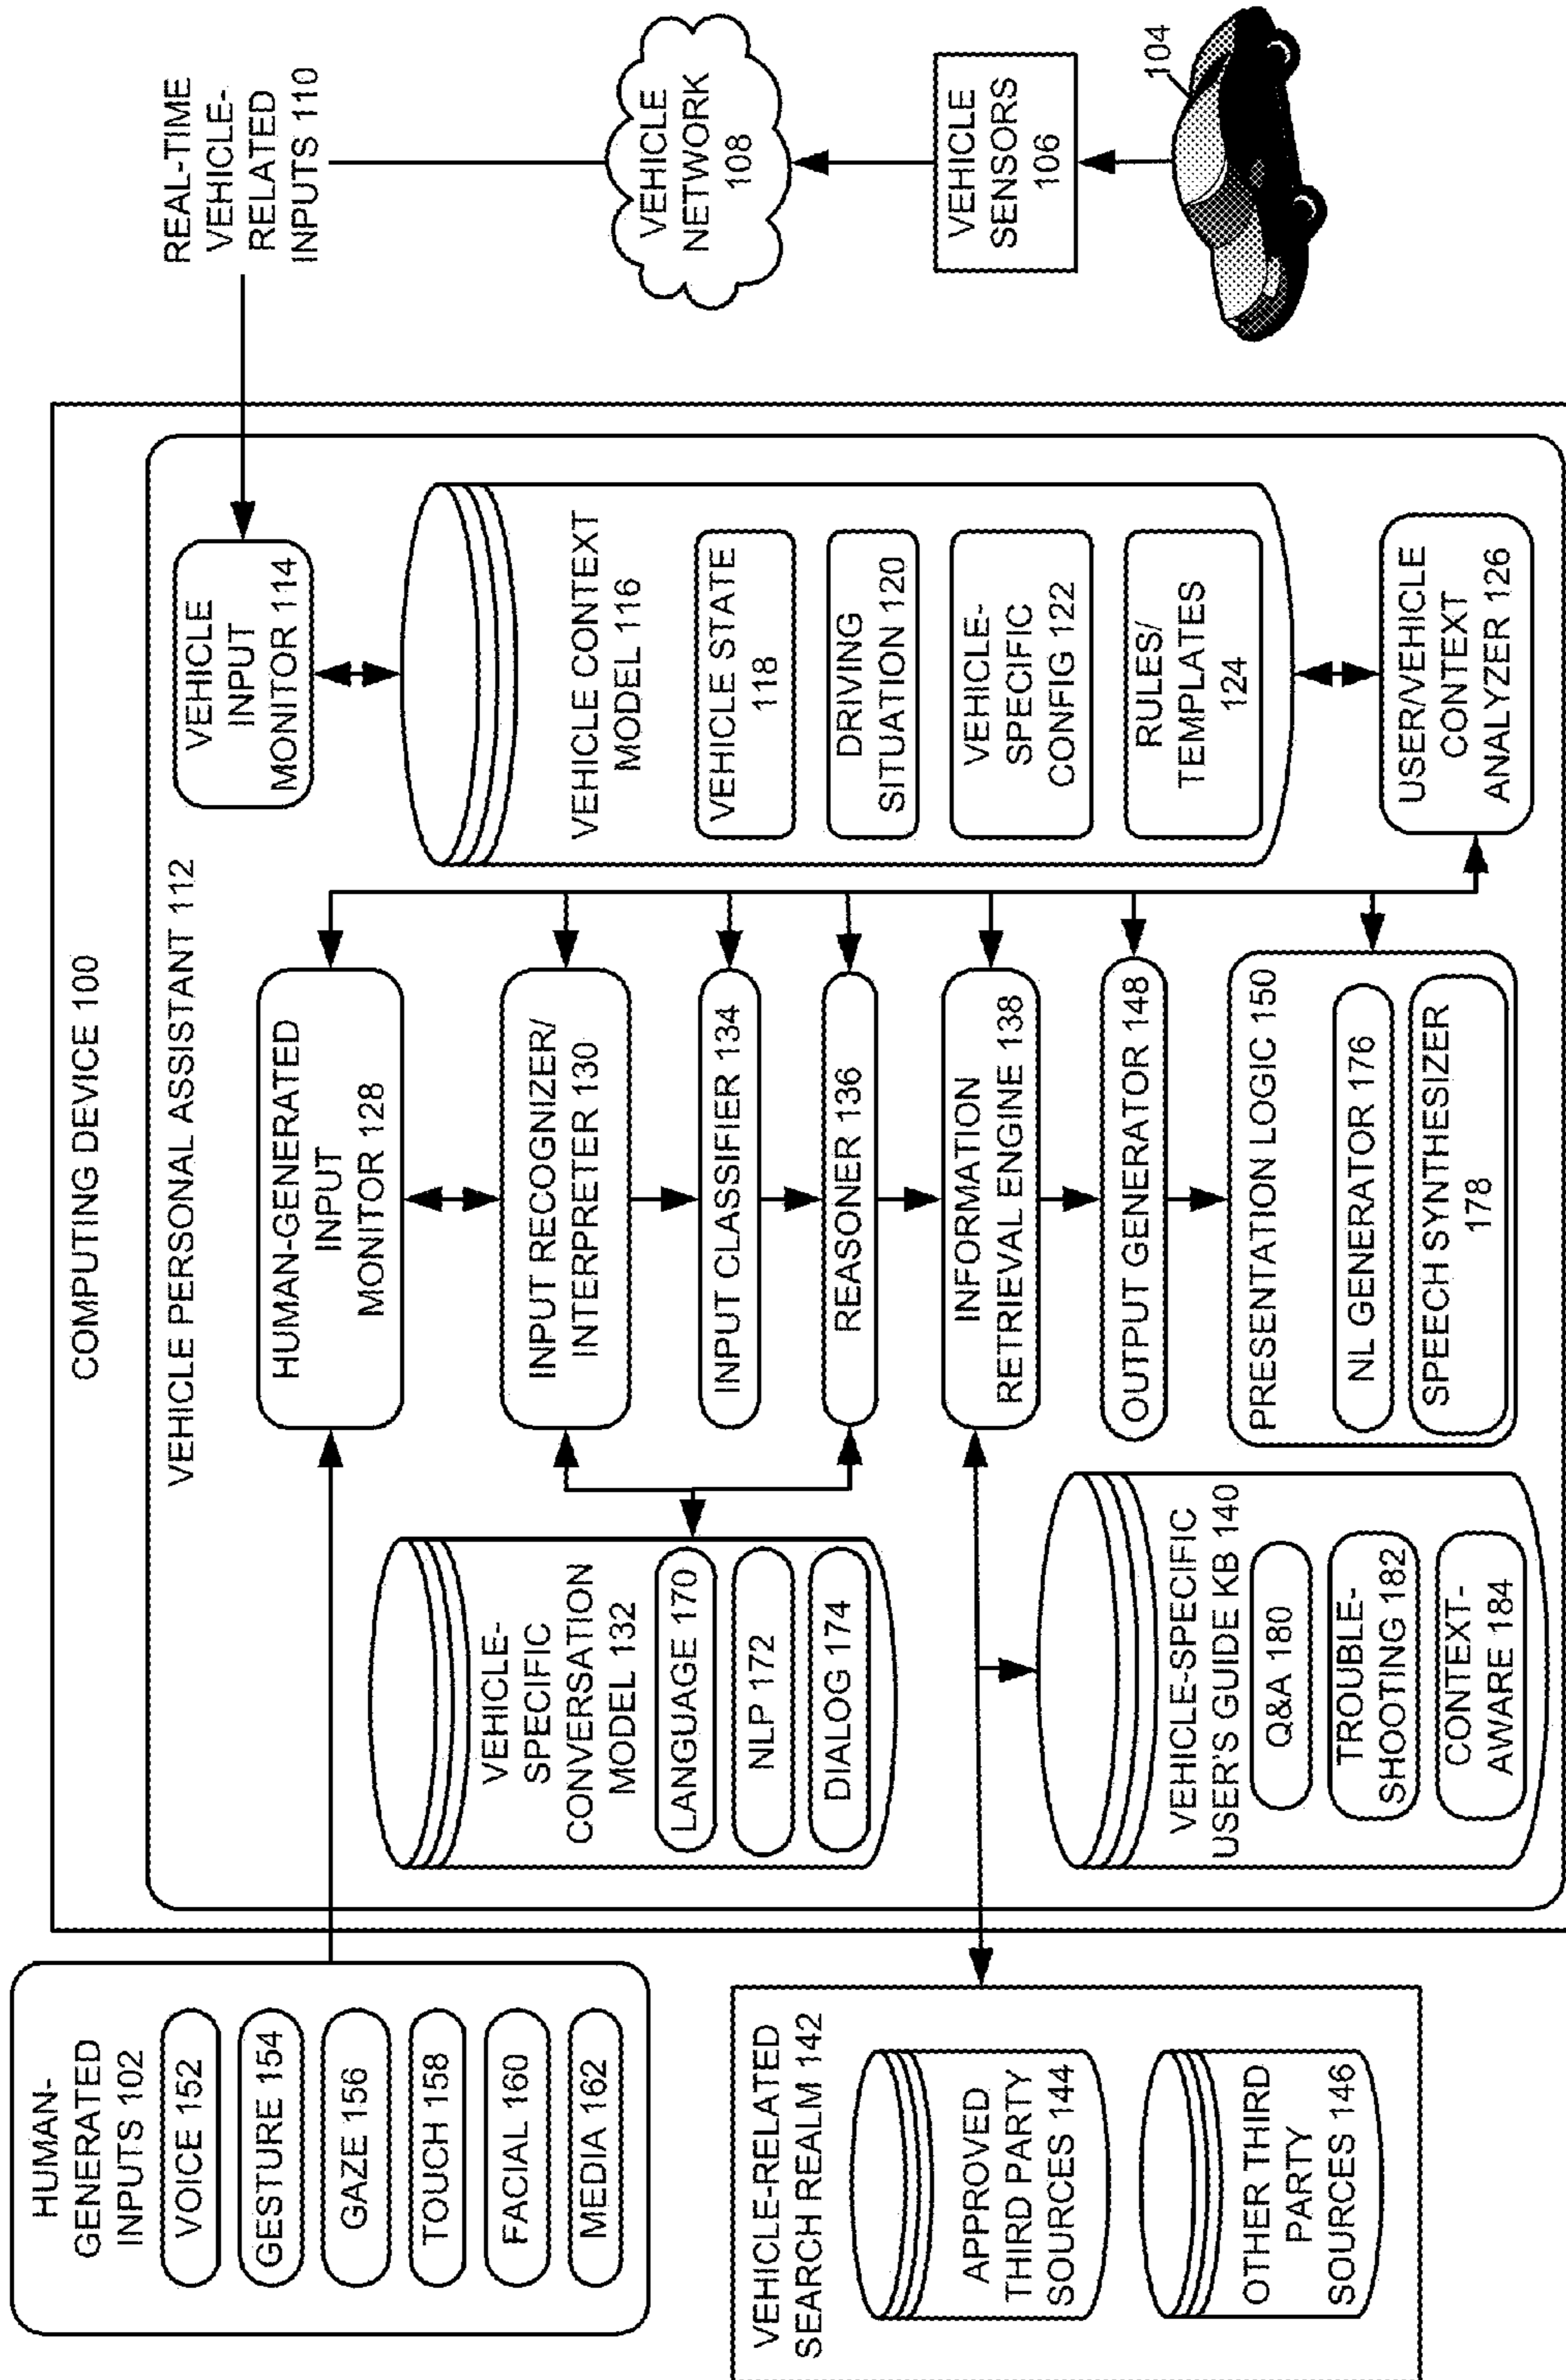 HUMAN-
GENERATED
INPUTS 102
VOICE 152
GESTURE 154
GAZE 156
TOUCH 158
FACIAL 160
MEDIA 162
VEHICLE-RELATED
SEARCH REALM 142
APPROVED
THIRD PARTY
SOURCES 144
OTHER THIRD
PARTY
SOURCES 146
COMPUTING DEVICE 100
VEHICLE PERSONAL ASSISTANT 112
VEHICLE-
SPECIFIC
CONVERSATION
MODEL 132
LANGUAGE 170
NLP 172
DIALOG 174
VEHICLE-SPECIFIC
USER'S GUIDE KB 140
Q&A 180
TROUBLE-
SHOOTING 182
CONTEXT-
AWARE 184
HUMAN-GENERATED
INPUT
MONITOR 128
INPUT RECOGNIZER/
INTERPRETER 130
INPUT CLASSIFIER 134
REASONER 136
INFORMATION
RETRIEVAL ENGINE 138
OUTPUT GENERATOR 148
PRESENTATION LOGIC 150
NL GENERATOR 176
SPEECH SYNTHESIZER
178
VEHICLE
INPUT
MONITOR 114
VEHICLE CONTEXT
MODEL 116
VEHICLE STATE
118
DRIVING
SITUATION 120
VEHICLE-
SPECIFIC
CONFIG 122
RULES/
TEMPLATES
124
USER/VEHICLE
CONTEXT
ANALYZER 126
REAL-TIME
VEHICLE-
RELATED
INPUTS 110
VEHICLE
NETWORK
108
VEHICLE
SENSORS
106
104